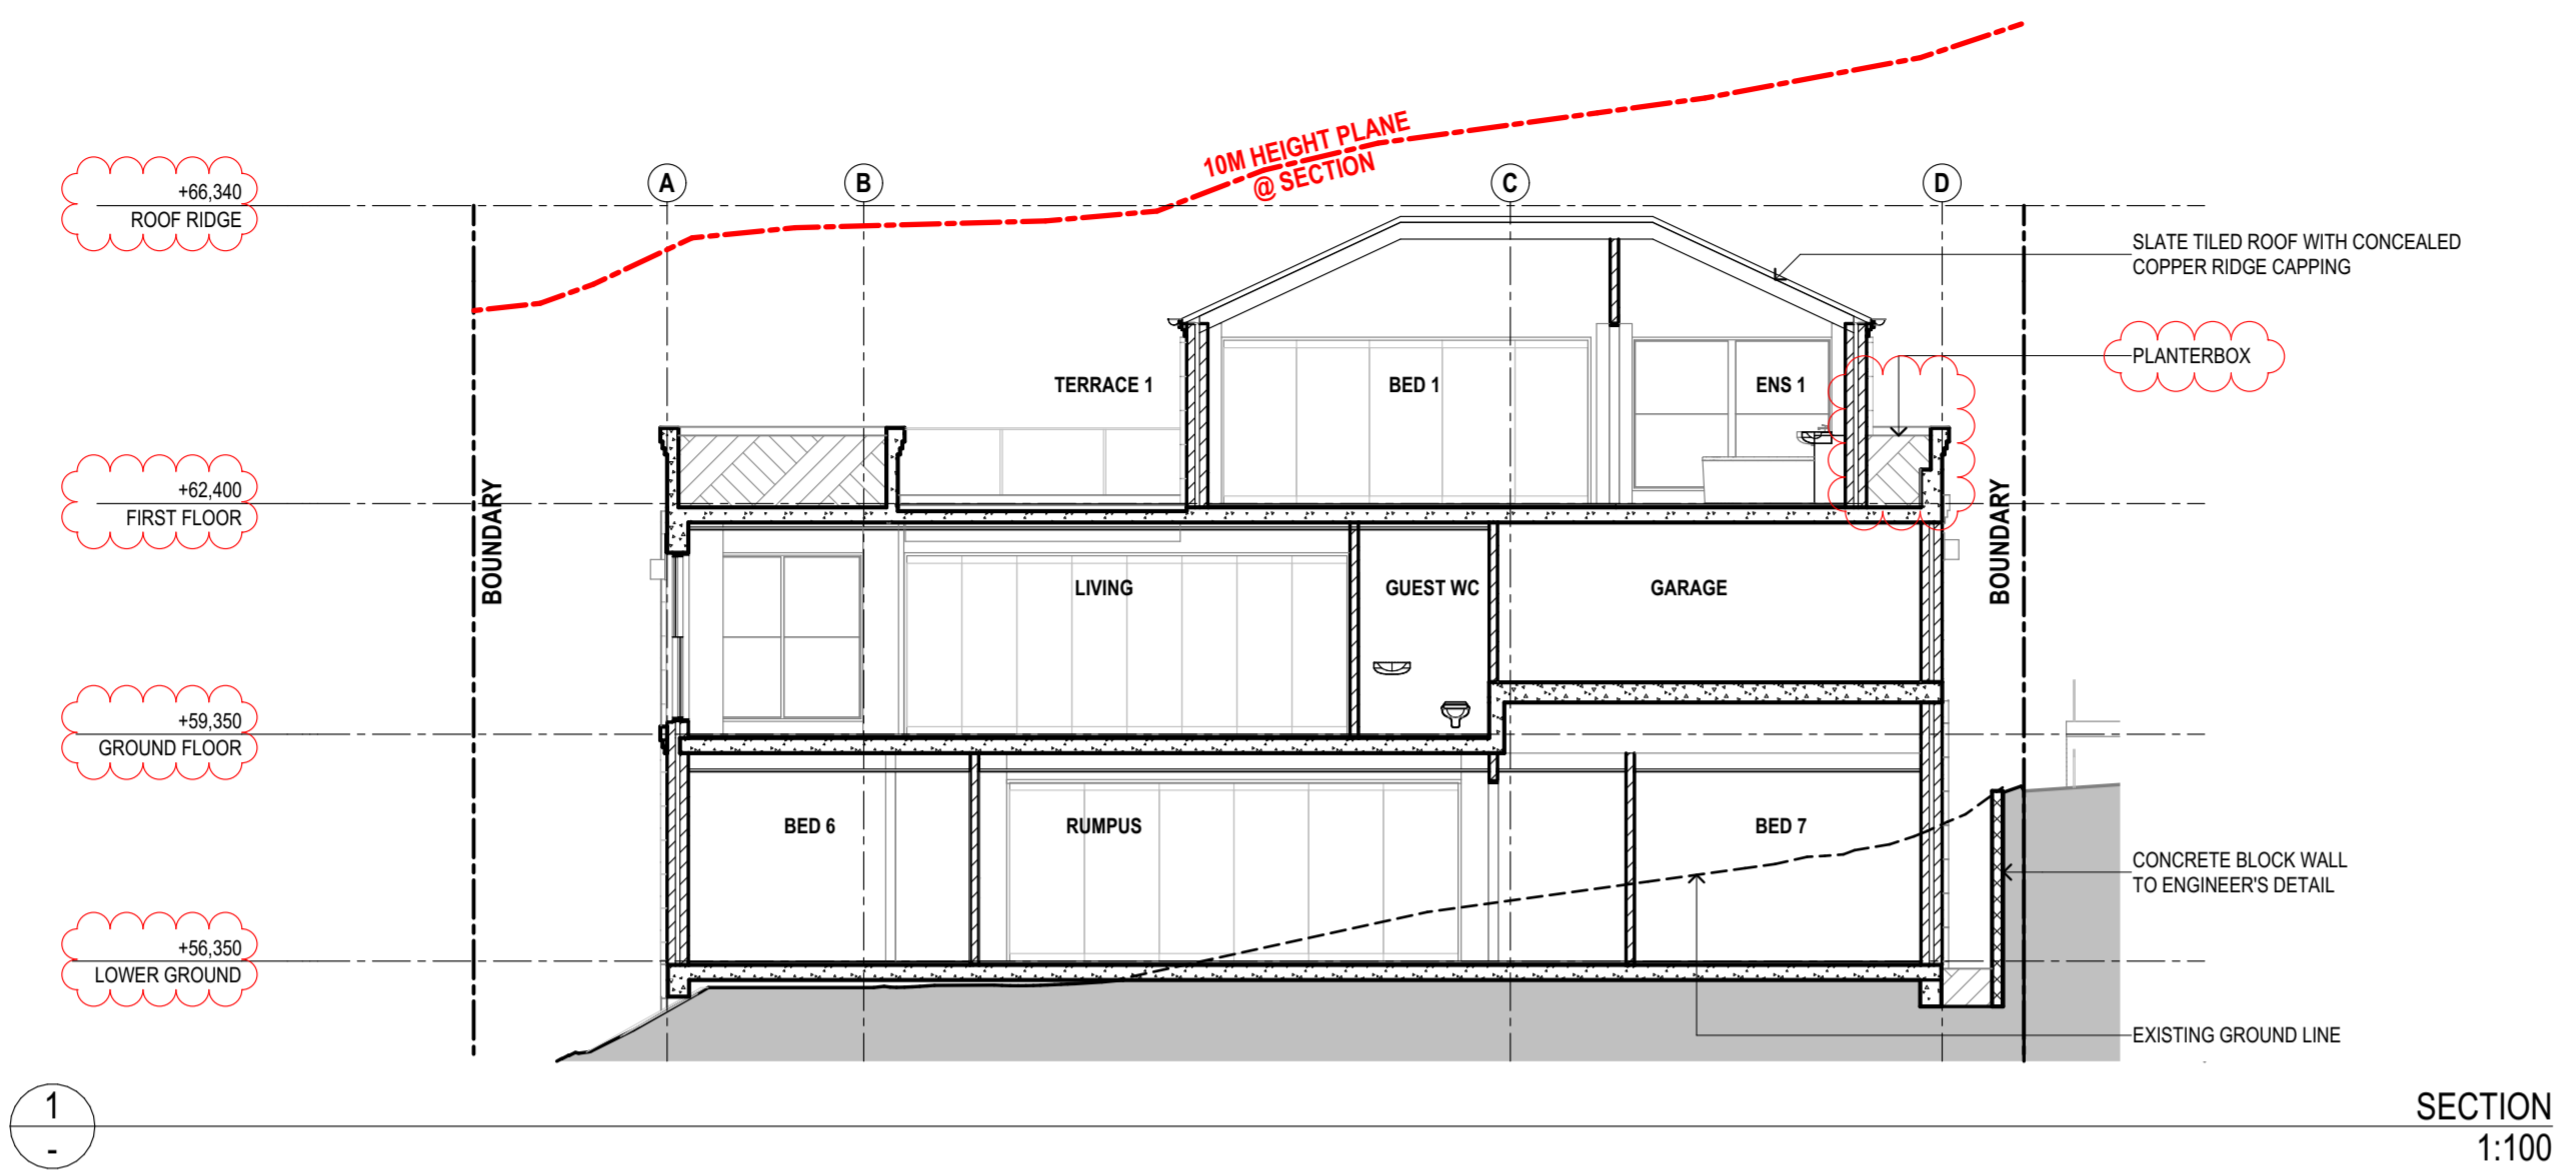 10M HEIGHT PLANE
@ SECTION
A
B
C
D
+66,340
ROOF RIDGE
SLATE TILED ROOF WITH CONCEALED
COPPER RIDGE CAPPING
PLANTERBOX
TERRACE 1
BED 1
ENS 1
+62,400
FIRST FLOOR
BOUNDARY
BOUNDARY
LIVING
GUEST WC
GARAGE
+59,350
GROUND FLOOR
BED 6
RUMPUS
BED 7
CONCRETE BLOCK WALL
TO ENGINEER'S DETAIL
+56,350
LOWER GROUND
EXISTING GROUND LINE
1
-
SECTION
1:100